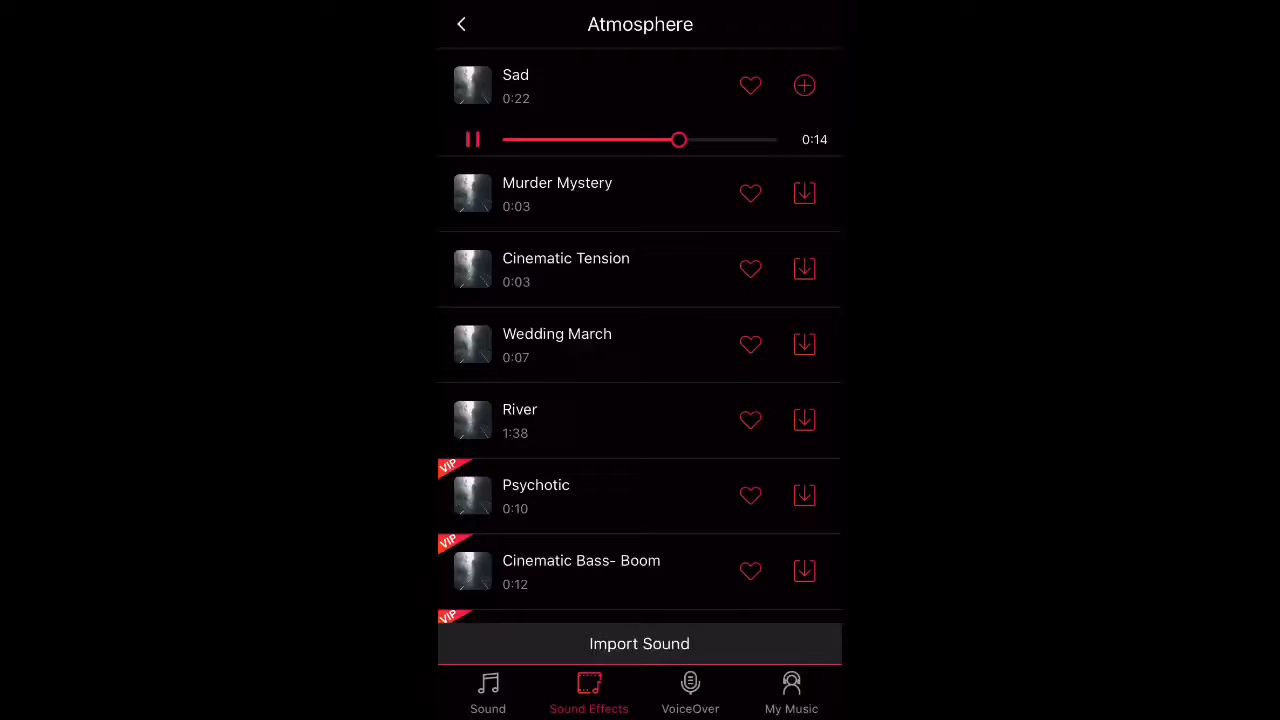 Atmosphere
Sad
0:22
0:14
Murder Mystery
0:03
Cinematic Tension
0:03
Wedding March
0:07
River
1:38
VIP
Psychotic
0:10
VIP
Cinematic Bass- Boom
0:12
VIP
Import Sound
Sound
Sound Effects
VoiceOver
My Music